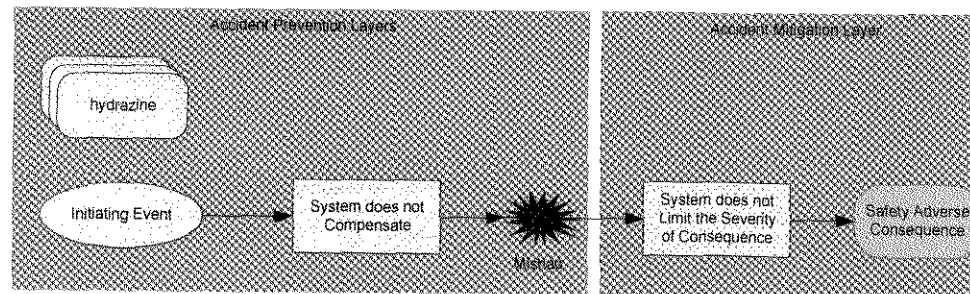 Accident Prevention Layers
Accident Mitigation Layer
hydrazine
Initiating Event
System does not
Compensate
Mishap
System does not
Limit the Severity
of Consequence
Safety Adverse
Consequence